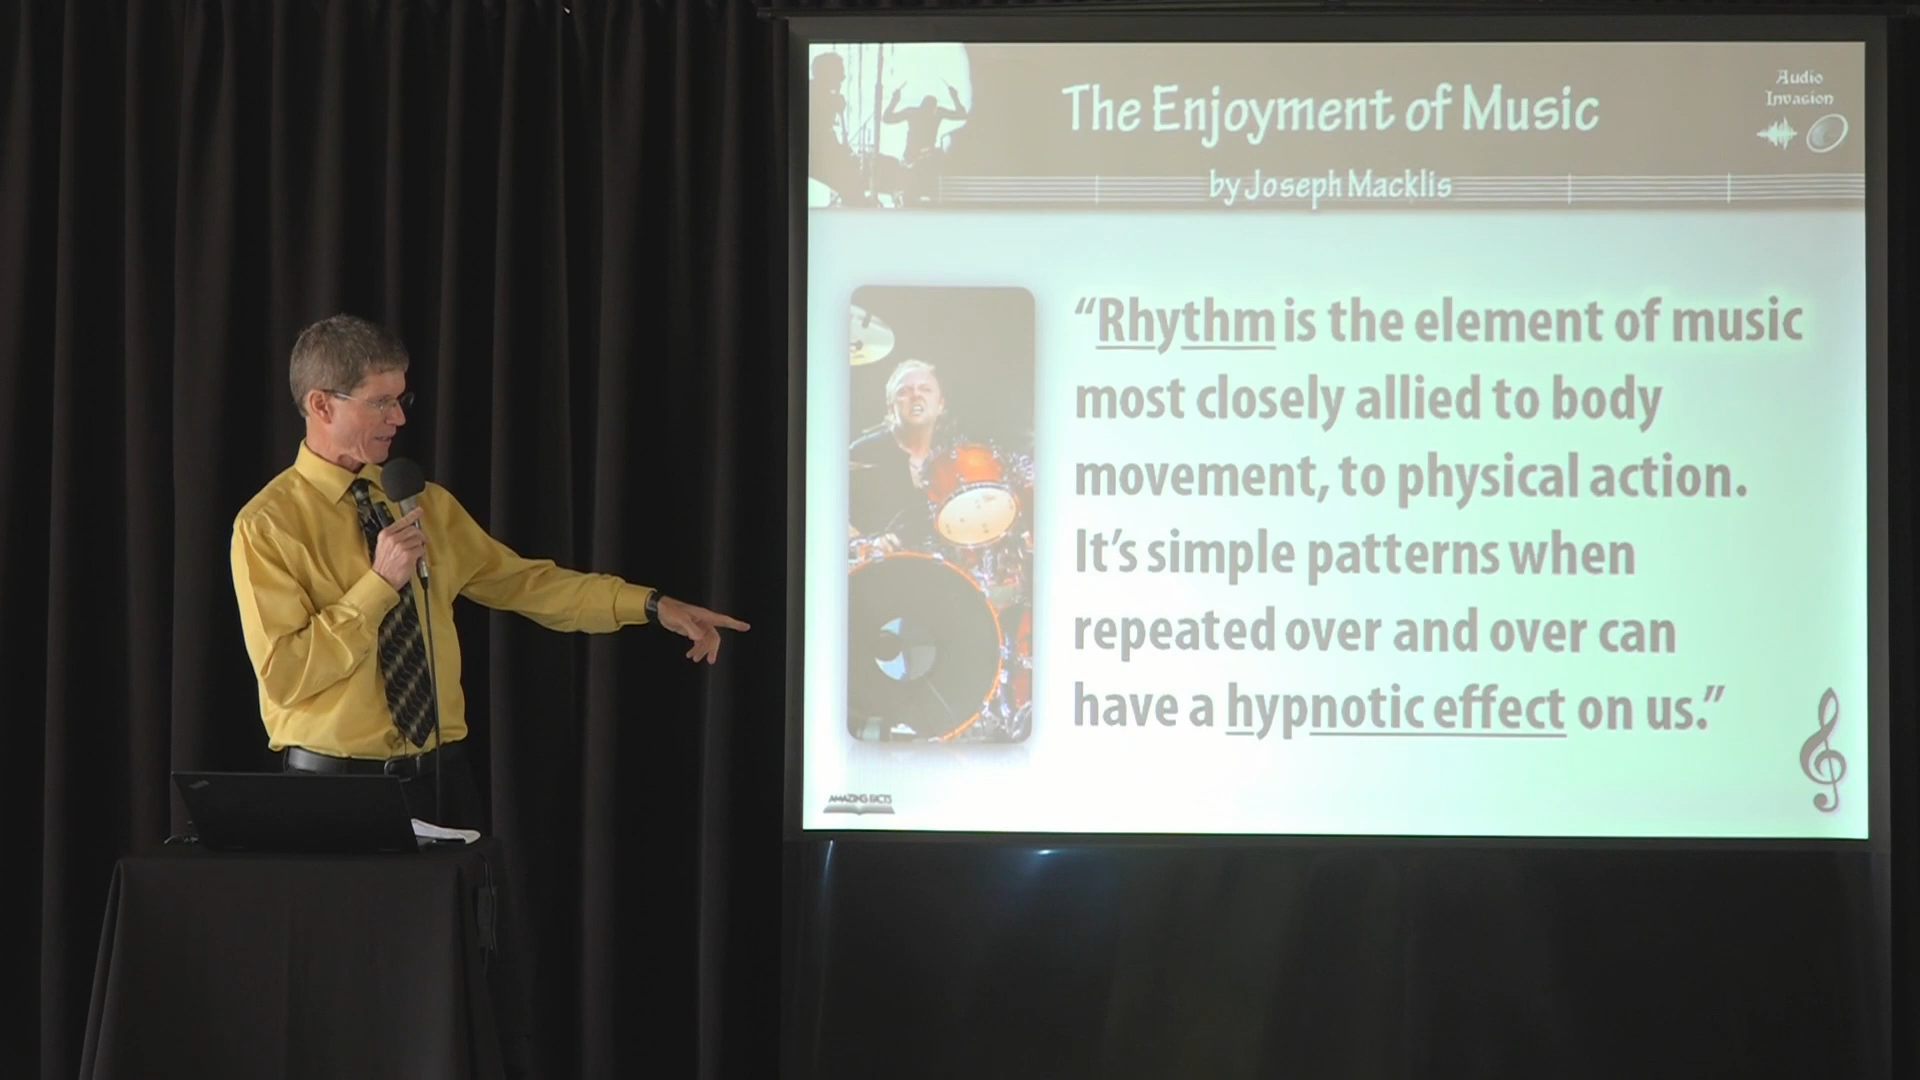 The Enjoyment of Music
by Joseph Macklis
Audio
Invasion
“Rhythm is the element of music
most closely allied to body
movement, to physical action.
It’s simple patterns when
repeated over and over can
have a hypnotic effect on us.”
AMAZING FACTS